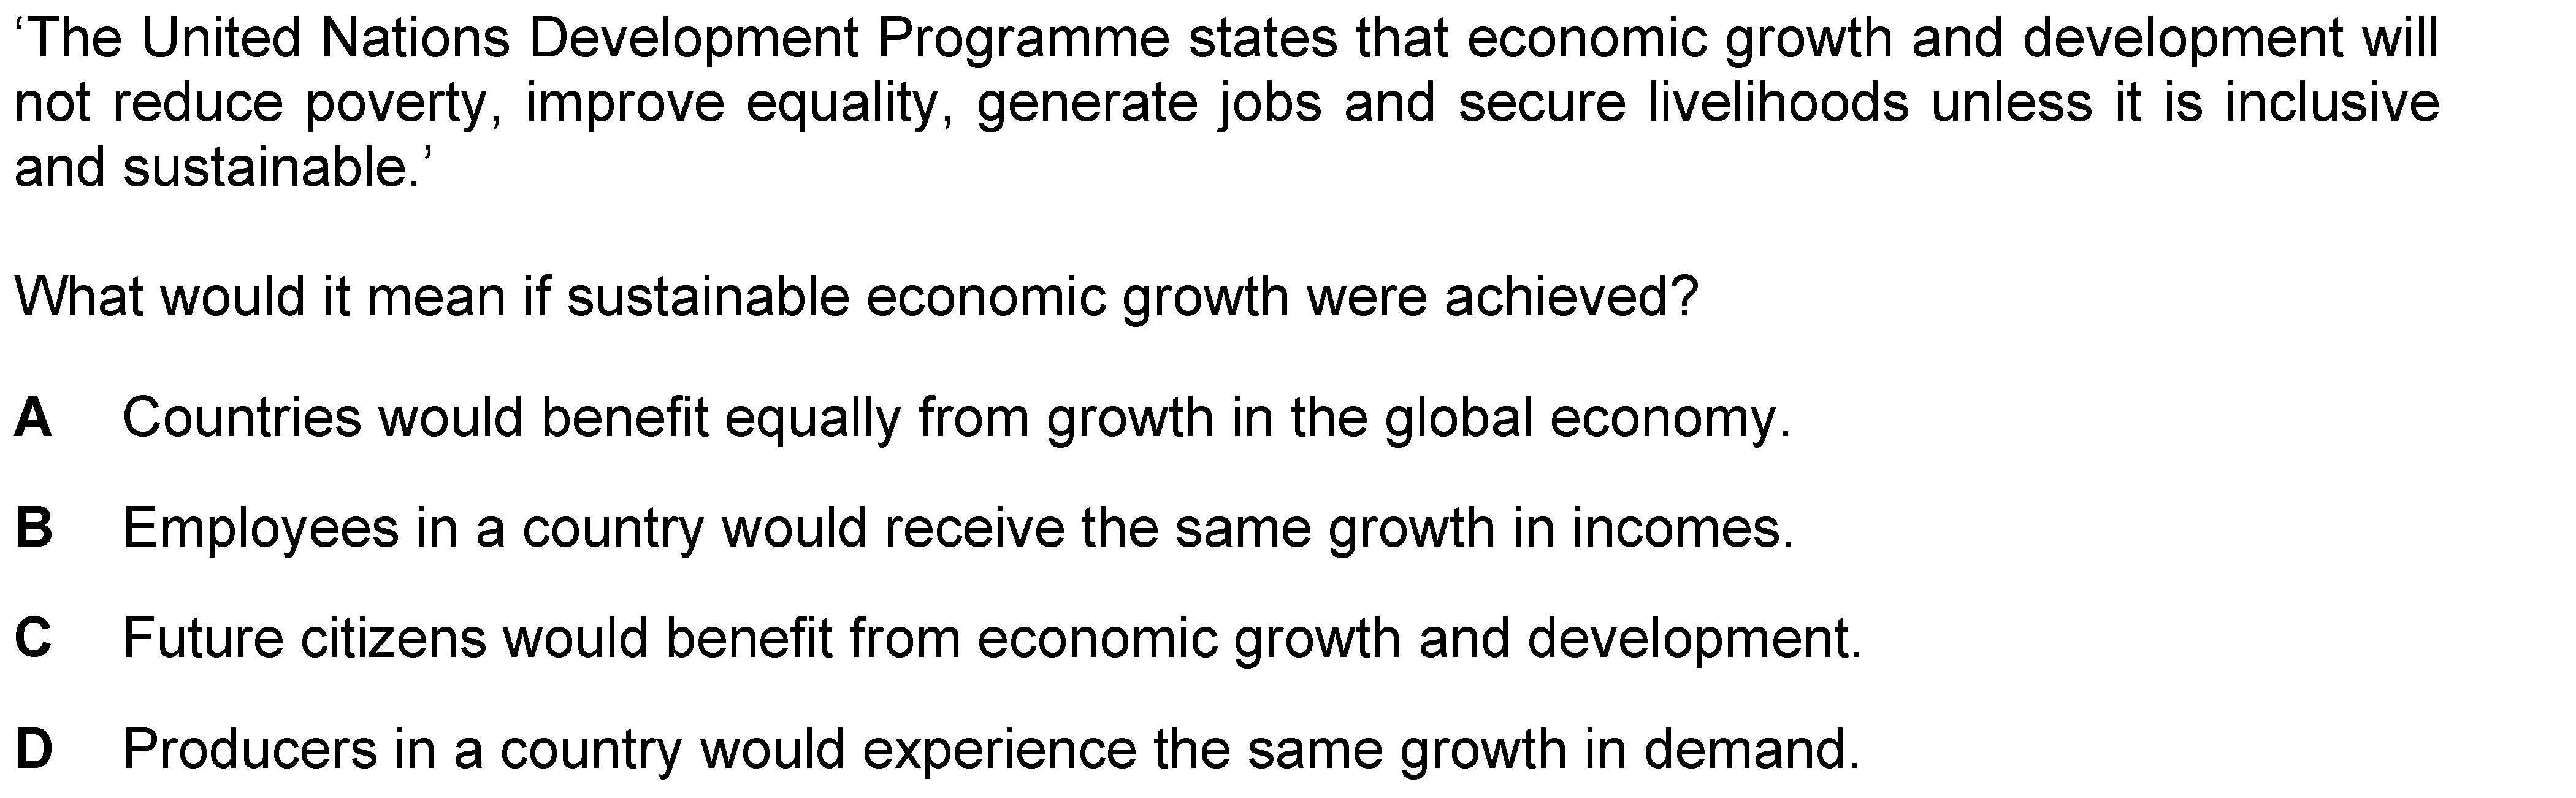 ‘The United Nations Development Programme states that economic growth and development will
not reduce poverty, improve equality, generate jobs and secure livelihoods unless it is inclusive
and sustainable.’
What would it mean if sustainable economic growth were achieved?
A Countries would benefit equally from growth in the global economy.
B Employees in a country would receive the same growth in incomes.
C Future citizens would benefit from economic growth and development.
D Producers in a country would experience the same growth in demand.